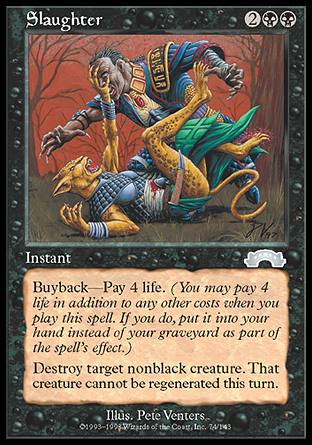 Slaughter 2
Instant
Buyback—Pay 4 life. (You may pay 4
life in addition to any other costs when you
play this spell. If you do, put it into your
hand instead of your graveyard as part of
the spell's effect.)
Destroy target nonblack creature. That
creature cannot be regenerated this turn.
Illus. Pete Venters
©1993–1998 Wizards of the Coast, Inc. 74/143